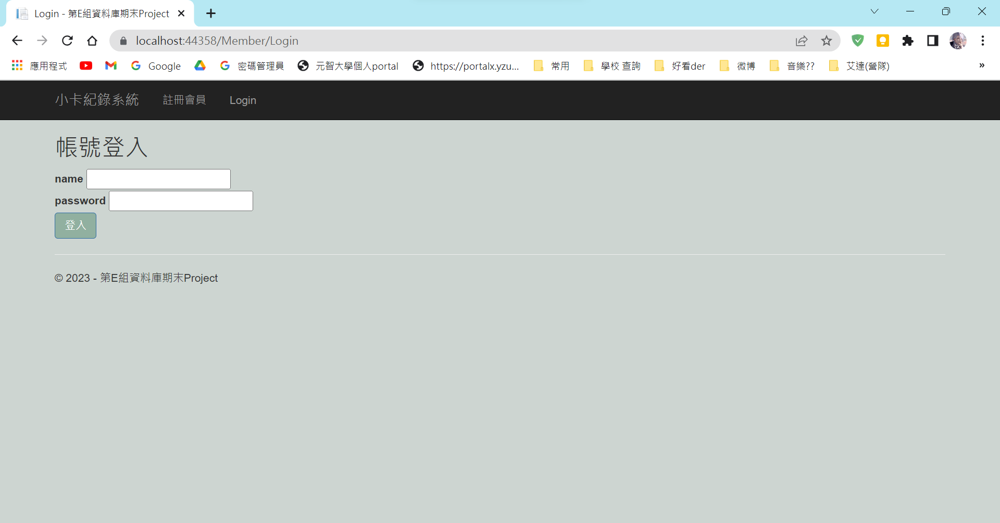 Login - 第E組資料庫期末Project
localhost:44358/Member/Login
應用程式 Google 密碼管理員 元智大學個人portal https://portalx.yzu... 常用 學校 查詢 好看der 微博 音樂?? 艾達(營隊) »
小卡紀錄系統 註冊會員 Login
帳號登入
name
password
登入
© 2023 - 第E組資料庫期末Project